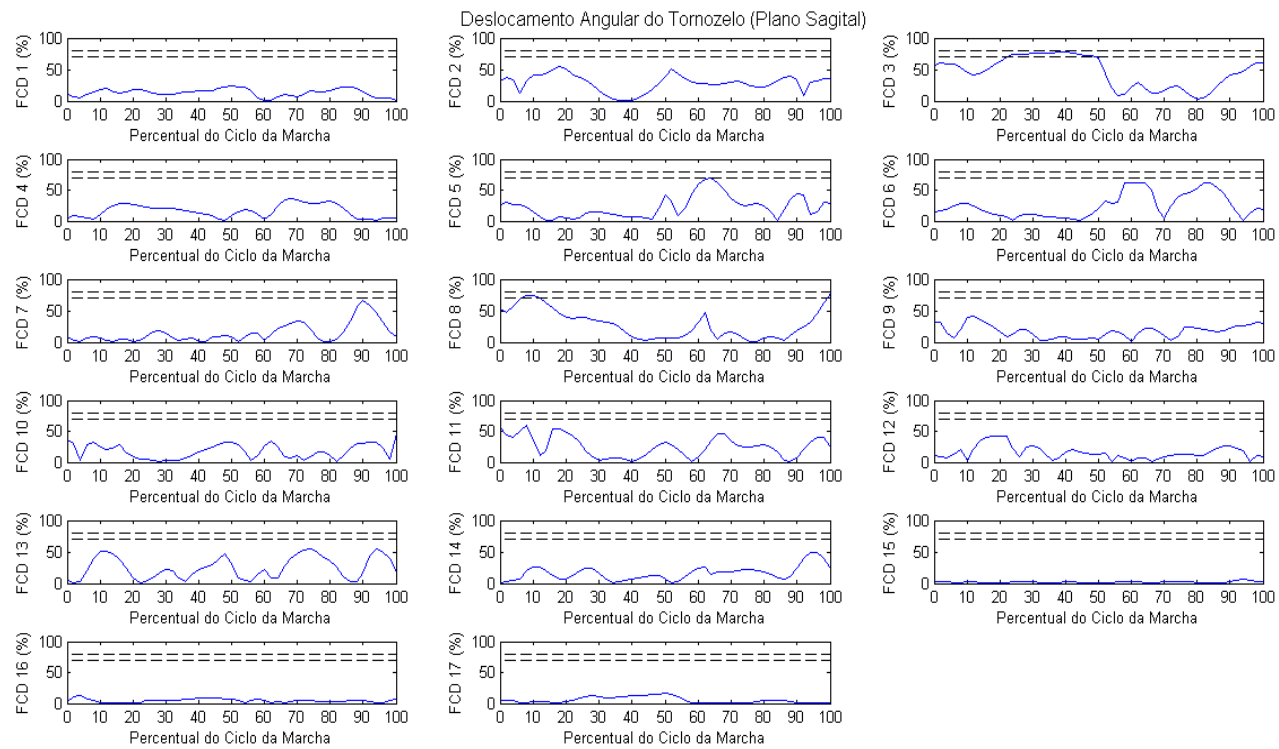 Deslocamento Angular do Tornozelo (Plano Sagital)
FCD 1 (%)
100
50
0
0 10 20 30 40 50 60 70 80 90 100
Percentual do Ciclo da Marcha
FCD 2 (%)
100
50
0
0 10 20 30 40 50 60 70 80 90 100
Percentual do Ciclo da Marcha
FCD 3 (%)
100
50
0
0 10 20 30 40 50 60 70 80 90 100
Percentual do Ciclo da Marcha
FCD 4 (%)
100
50
0
0 10 20 30 40 50 60 70 80 90 100
Percentual do Ciclo da Marcha
FCD 5 (%)
100
50
0
0 10 20 30 40 50 60 70 80 90 100
Percentual do Ciclo da Marcha
FCD 6 (%)
100
50
0
0 10 20 30 40 50 60 70 80 90 100
Percentual do Ciclo da Marcha
FCD 7 (%)
100
50
0
0 10 20 30 40 50 60 70 80 90 100
Percentual do Ciclo da Marcha
FCD 8 (%)
100
50
0
0 10 20 30 40 50 60 70 80 90 100
Percentual do Ciclo da Marcha
FCD 9 (%)
100
50
0
0 10 20 30 40 50 60 70 80 90 100
Percentual do Ciclo da Marcha
FCD 10 (%)
100
50
0
0 10 20 30 40 50 60 70 80 90 100
Percentual do Ciclo da Marcha
FCD 11 (%)
100
50
0
0 10 20 30 40 50 60 70 80 90 100
Percentual do Ciclo da Marcha
FCD 12 (%)
100
50
0
0 10 20 30 40 50 60 70 80 90 100
Percentual do Ciclo da Marcha
FCD 13 (%)
100
50
0
0 10 20 30 40 50 60 70 80 90 100
Percentual do Ciclo da Marcha
FCD 14 (%)
100
50
0
0 10 20 30 40 50 60 70 80 90 100
Percentual do Ciclo da Marcha
FCD 15 (%)
100
50
0
0 10 20 30 40 50 60 70 80 90 100
Percentual do Ciclo da Marcha
FCD 16 (%)
100
50
0
0 10 20 30 40 50 60 70 80 90 100
Percentual do Ciclo da Marcha
FCD 17 (%)
100
50
0
0 10 20 30 40 50 60 70 80 90 100
Percentual do Ciclo da Marcha